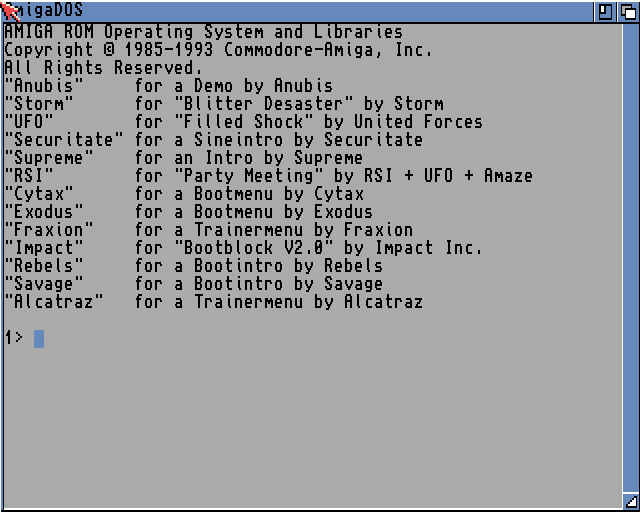 AmigaDOS
AMIGA ROM Operating System and Libraries
Copyright © 1985-1993 Commodore-Amiga, Inc.
All Rights Reserved.
"Anubis"     for a Demo by Anubis
"Storm"      for "Blitter Desaster" by Storm
"UFO"        for "Filled Shock" by United Forces
"Securitate" for a Sineintro by Securitate
"Supreme"    for an Intro by Supreme
"RSI"        for "Party Meeting" by RSI + UFO + Amaze
"Cytax"      for a Bootmenu by Cytax
"Exodus"     for a Bootmenu by Exodus
"Fraxion"    for a Trainermenu by Fraxion
"Impact"     for "Bootblock V2.0" by Impact Inc.
"Rebels"     for a Bootintro by Rebels
"Savage"     for a Bootintro by Savage
"Alcatraz"   for a Trainermenu by Alcatraz
1>